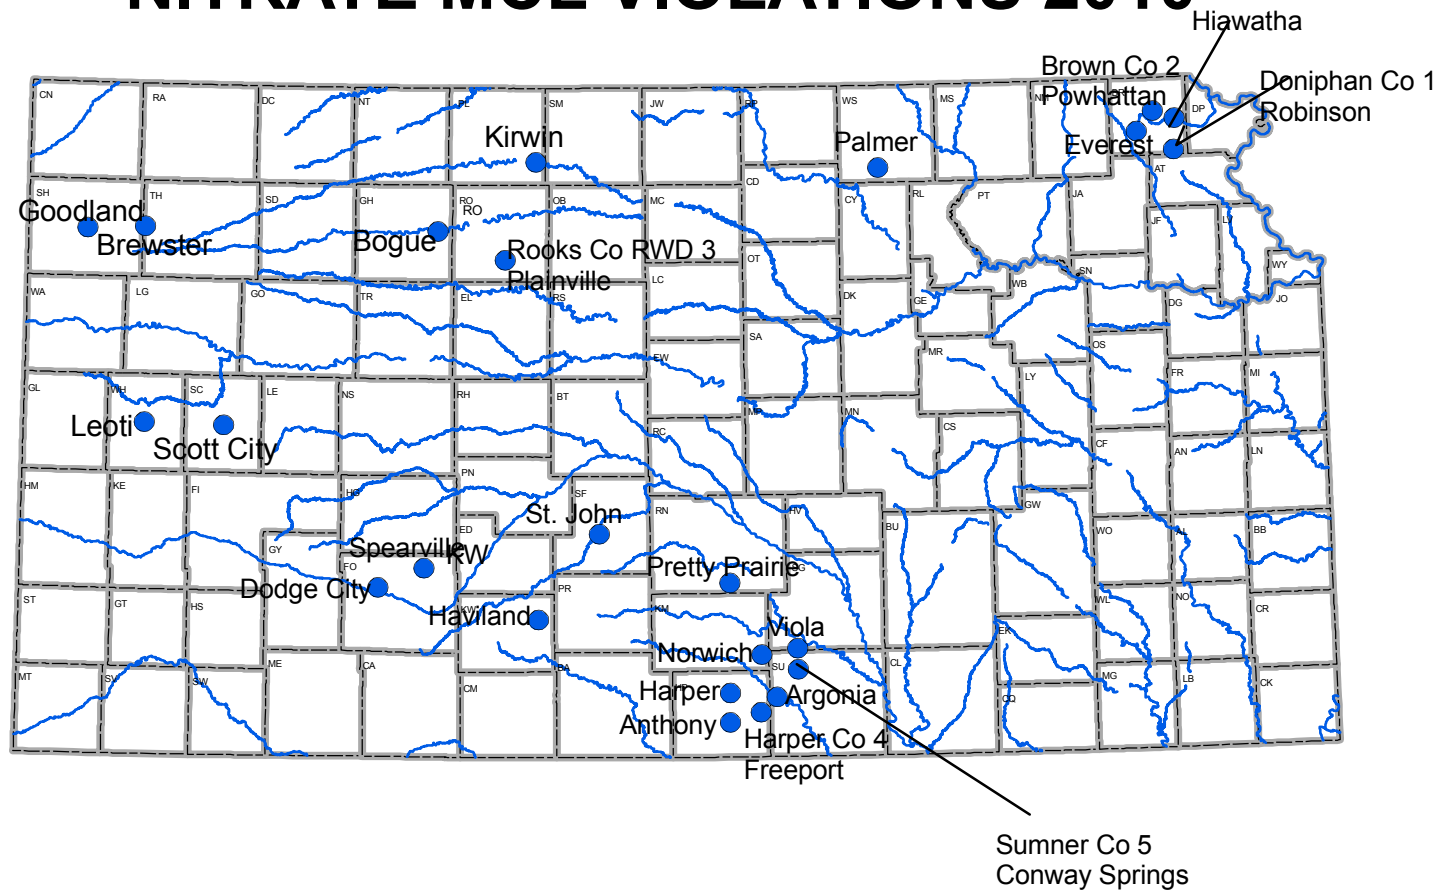 NITRATE MCL VIOLATIONS 2010
Hiawatha
Brown Co 2
Powhattan
Doniphan Co 1
Robinson
Everest
Kirwin
Palmer
Goodland
Brewster
Bogue
Rooks Co RWD 3
Plainville
Leoti
Scott City
St. John
Spearville
KW
Dodge City
Haviland
Pretty Prairie
Viola
Norwich
Harper
Argonia
Anthony
Harper Co 4
Freeport
Sumner Co 5
Conway Springs
CN
RA
DC
NT
PL
SM
JW
RP
WS
MS
DP
AT
SH
TH
SD
GH
RO
RO
OB
MC
CD
CY
RL
PT
JA
JF
LV
OT
SN
WY
WA
LG
GO
TR
EL
RS
LC
DK
GE
WB
DG
JO
SA
EW
MR
OS
LY
FR
MI
GL
WH
SC
LE
NS
RH
BT
MP
MN
RC
CS
CF
AN
LN
HM
KE
FI
HG
PN
SF
RN
HV
BU
GW
WO
AL
BB
ED
GY
FO
SG
ST
GT
HS
KW
PR
KM
EK
WL
NO
CR
MT
SV
SW
ME
CA
CM
BA
SU
CL
CQ
MG
LB
CK